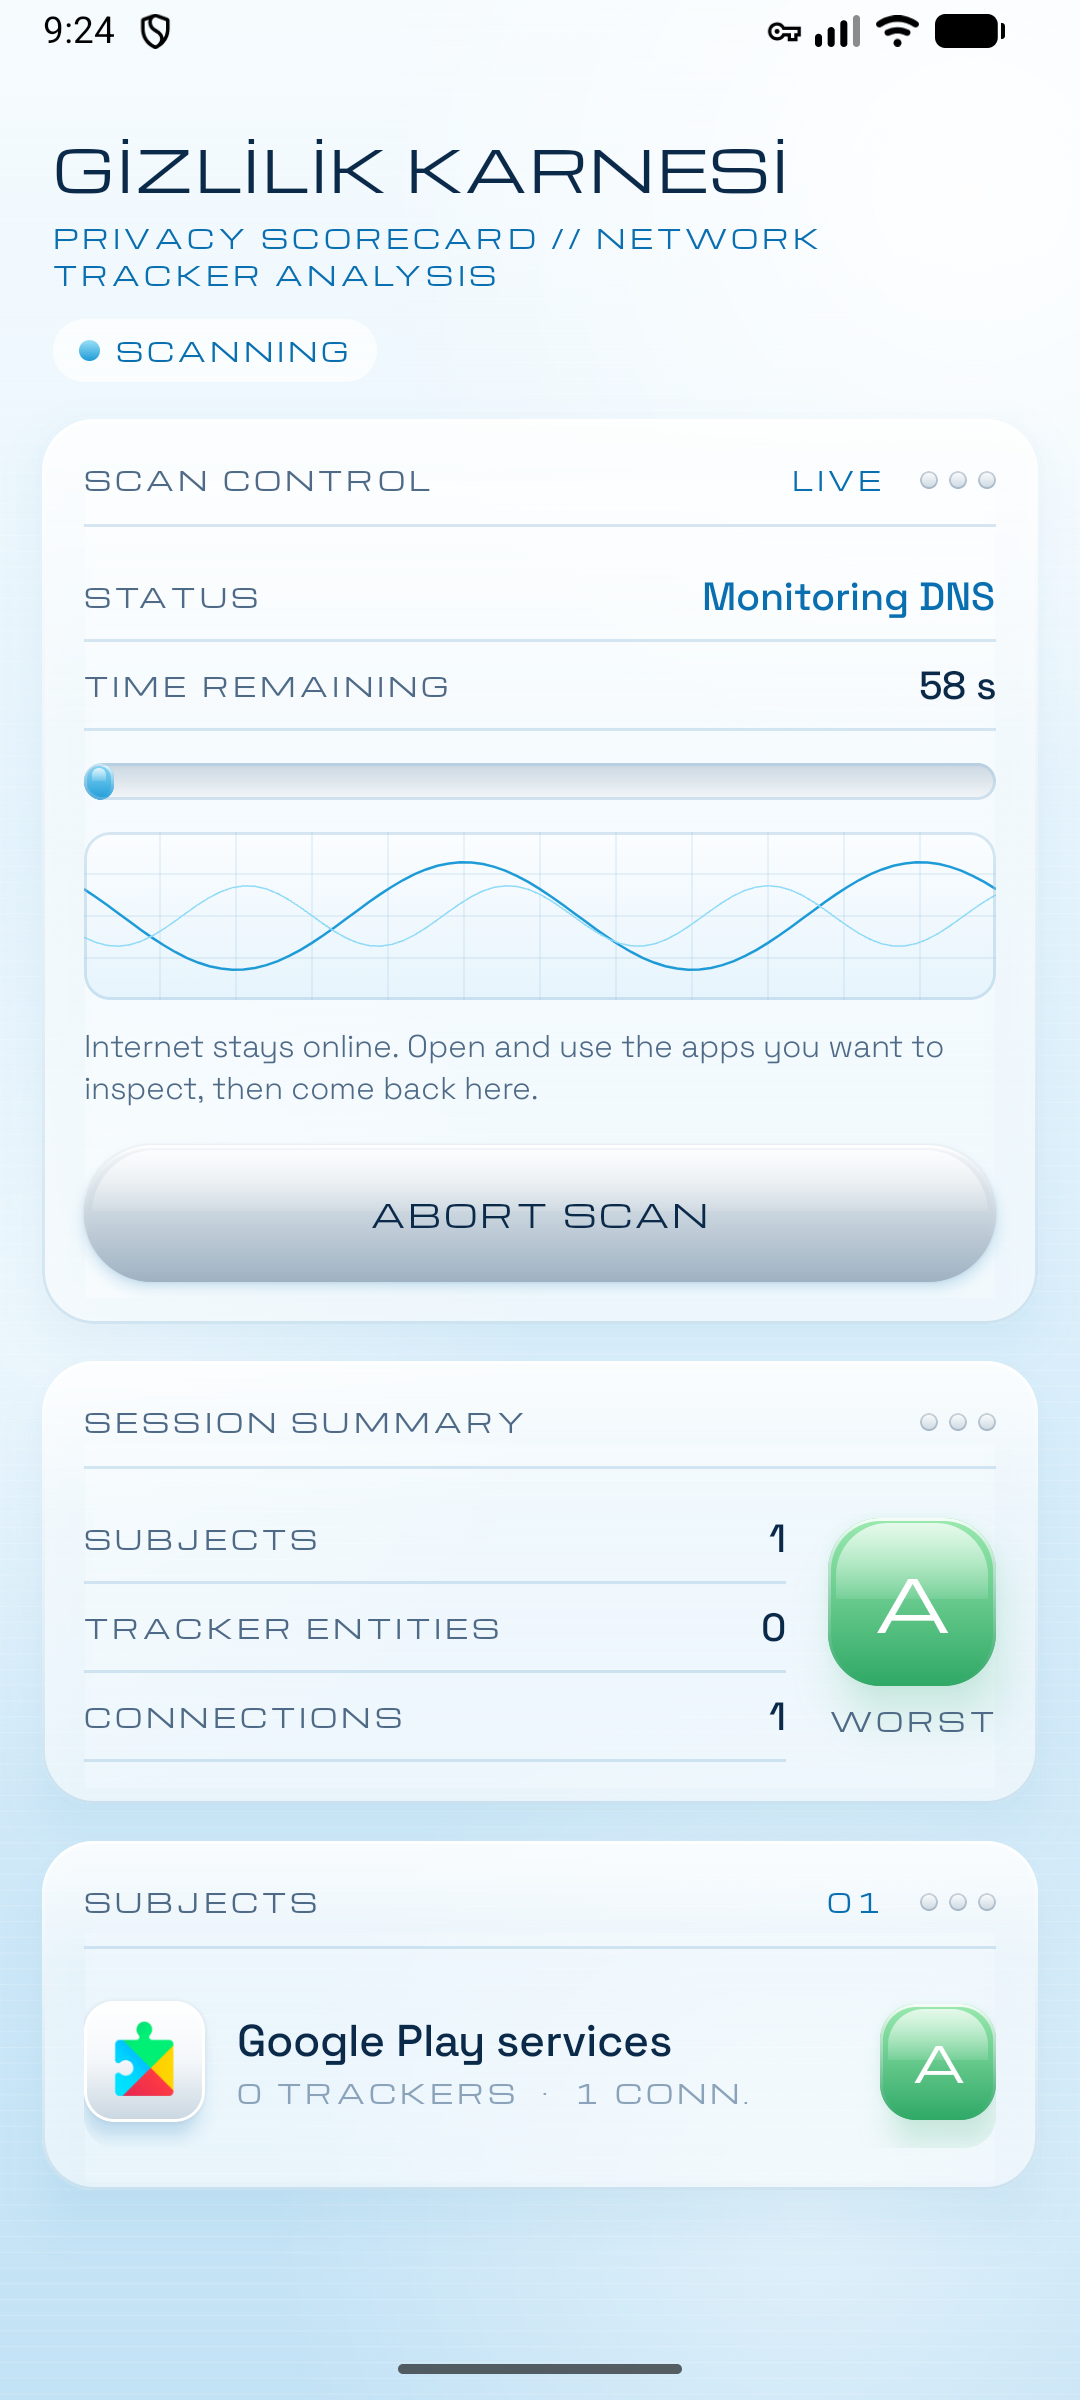 9:24
GİZLİLİK KARNESİ
PRIVACY SCORECARD // NETWORK
TRACKER ANALYSIS
SCANNING
SCAN CONTROL LIVE
STATUS Monitoring DNS
TIME REMAINING 58 s
Internet stays online. Open and use the apps you want to
inspect, then come back here.
ABORT SCAN
SESSION SUMMARY
SUBJECTS 1
TRACKER ENTITIES 0
CONNECTIONS 1
A
WORST
SUBJECTS 01
Google Play services
0 TRACKERS · 1 CONN.
A